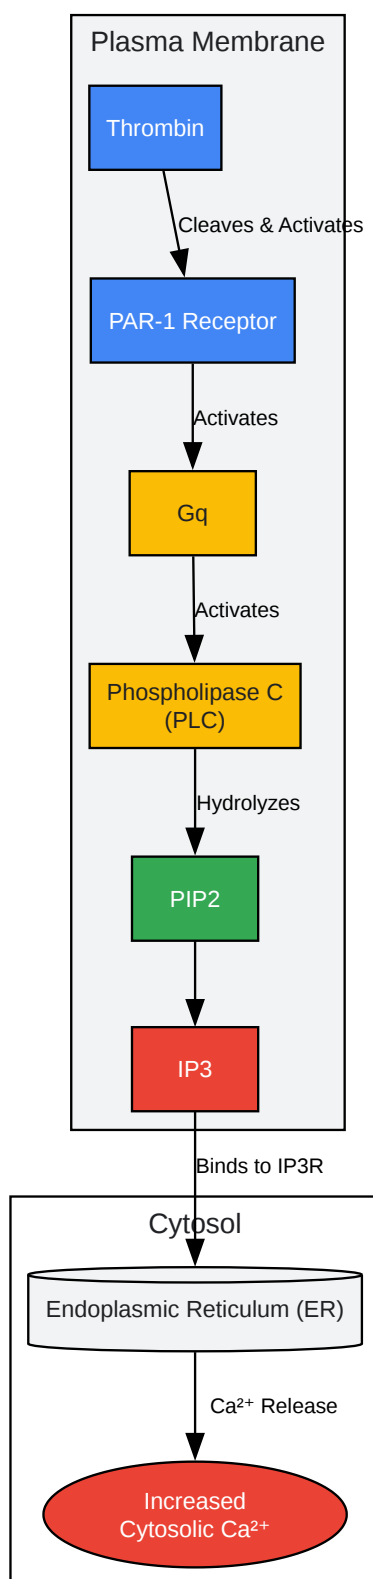 Plasma Membrane
Thrombin
Cleaves & Activates
PAR-1 Receptor
Activates
Gq
Activates
Phospholipase C
(PLC)
Hydrolyzes
PIP2
IP3
Binds to IP3R
Cytosol
Endoplasmic Reticulum (ER)
Ca²⁺ Release
Increased
Cytosolic Ca²⁺